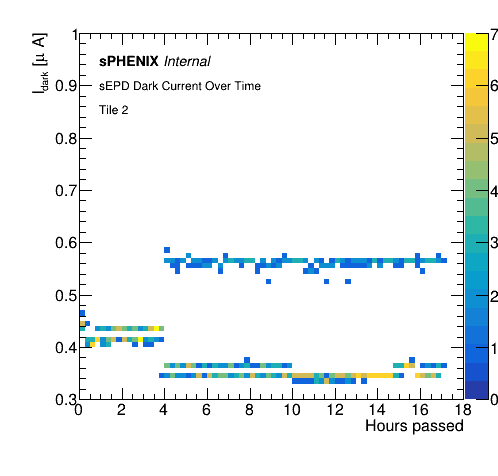 sPHENIX Internal
sEPD Dark Current Over Time
Tile 2
I_dark [μ A]
1
0.9
0.8
0.7
0.6
0.5
0.4
0.3
0 2 4 6 8 10 12 14 16 18
Hours passed
7
6
5
4
3
2
1
0